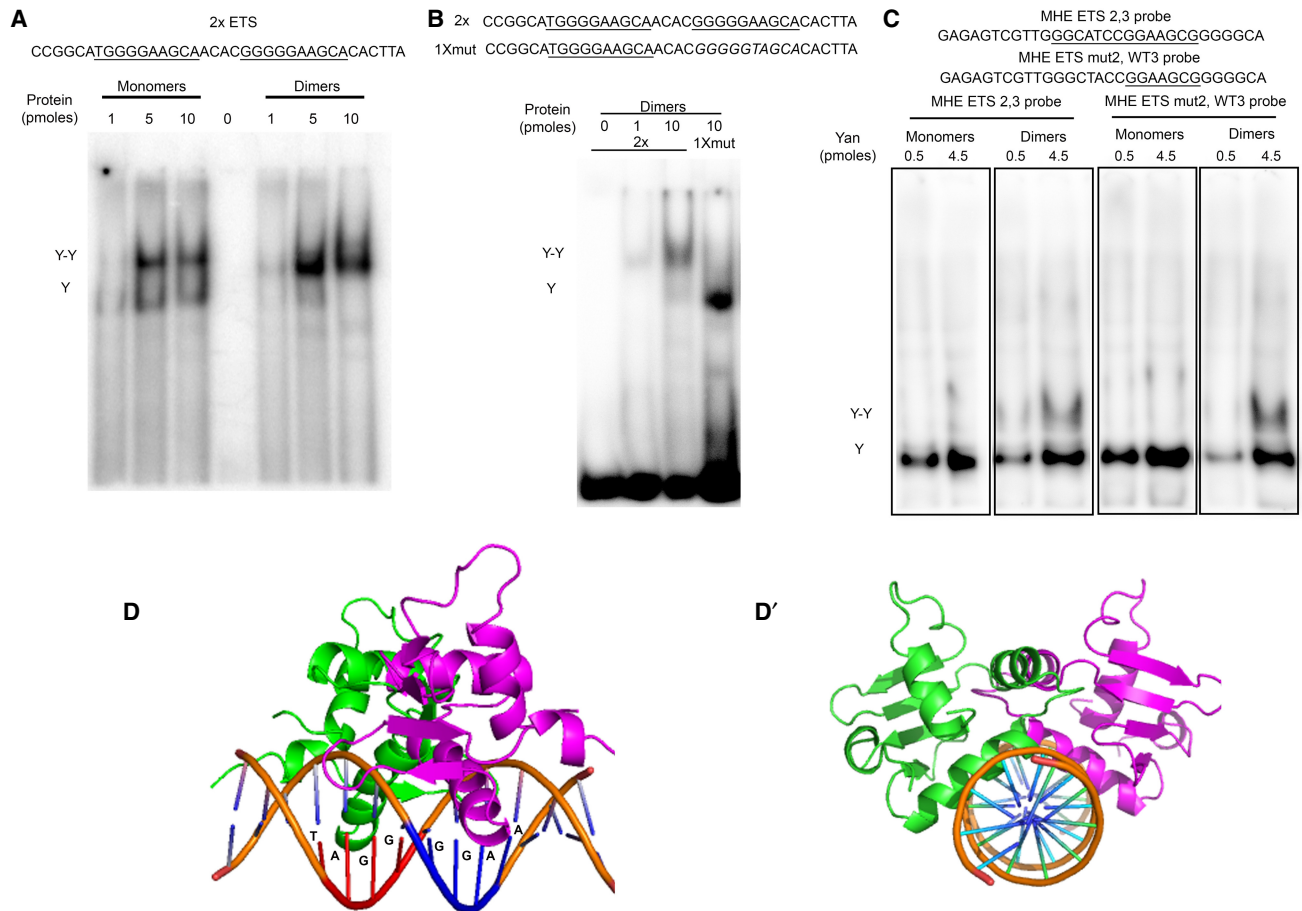 A
2x ETS
CCGGCATGGGGAAGCAACACGGGGGAAGCACACTTA
Monomers Dimers
Protein
(pmoles)
1 5 10 0 1 5 10
Y-Y
Y
B
2x CCGGCATGGGGAAGCAACACGGGGGAAGCACACTTA
1Xmut CCGGCATGGGGAAGCAACACGGGGGTAGCACACTTA
Protein
(pmoles)
Dimers
0 1 10 10
2x 1Xmut
Y-Y
Y
C
MHE ETS 2,3 probe
GAGAGTCGTTGGGCATCCGGAAGCGGGGGCA
MHE ETS mut2, WT3 probe
GAGAGTCGTTGGGCTACCGGAAGCGGGGGCA
MHE ETS 2,3 probe MHE ETS mut2, WT3 probe
Yan
(pmoles)
Monomers Dimers Monomers Dimers
0.5 4.5 0.5 4.5 0.5 4.5 0.5 4.5
Y-Y
Y
D
T A G G G G A A
D′